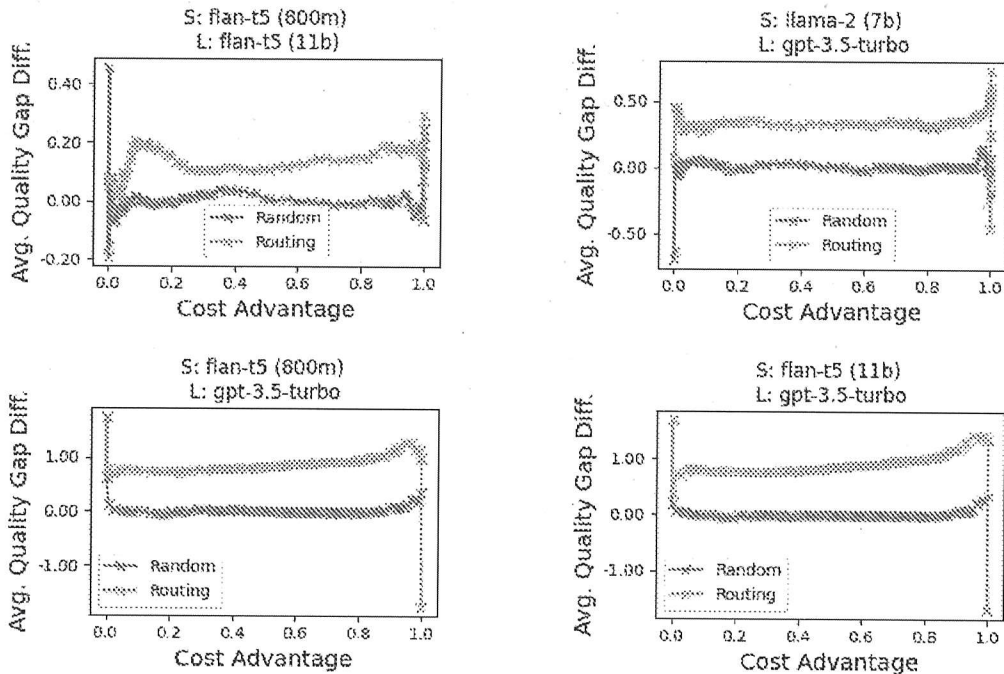 S: flan-t5 (800m)
L: flan-t5 (11b)
Avg. Quality Gap Diff.
0.40
0.20
0.00
-0.20
Random
Routing
0.0 0.2 0.4 0.6 0.8 1.0
Cost Advantage
S: llama-2 (7b)
L: gpt-3.5-turbo
Avg. Quality Gap Diff.
0.50
0.00
-0.50
Random
Routing
0.0 0.2 0.4 0.6 0.8 1.0
Cost Advantage
S: flan-t5 (800m)
L: gpt-3.5-turbo
Avg. Quality Gap Diff.
1.00
0.00
-1.00
Random
Routing
0.0 0.2 0.4 0.6 0.8 1.0
Cost Advantage
S: flan-t5 (11b)
L: gpt-3.5-turbo
Avg. Quality Gap Diff.
1.00
0.00
-1.00
Random
Routing
0.0 0.2 0.4 0.6 0.8 1.0
Cost Advantage